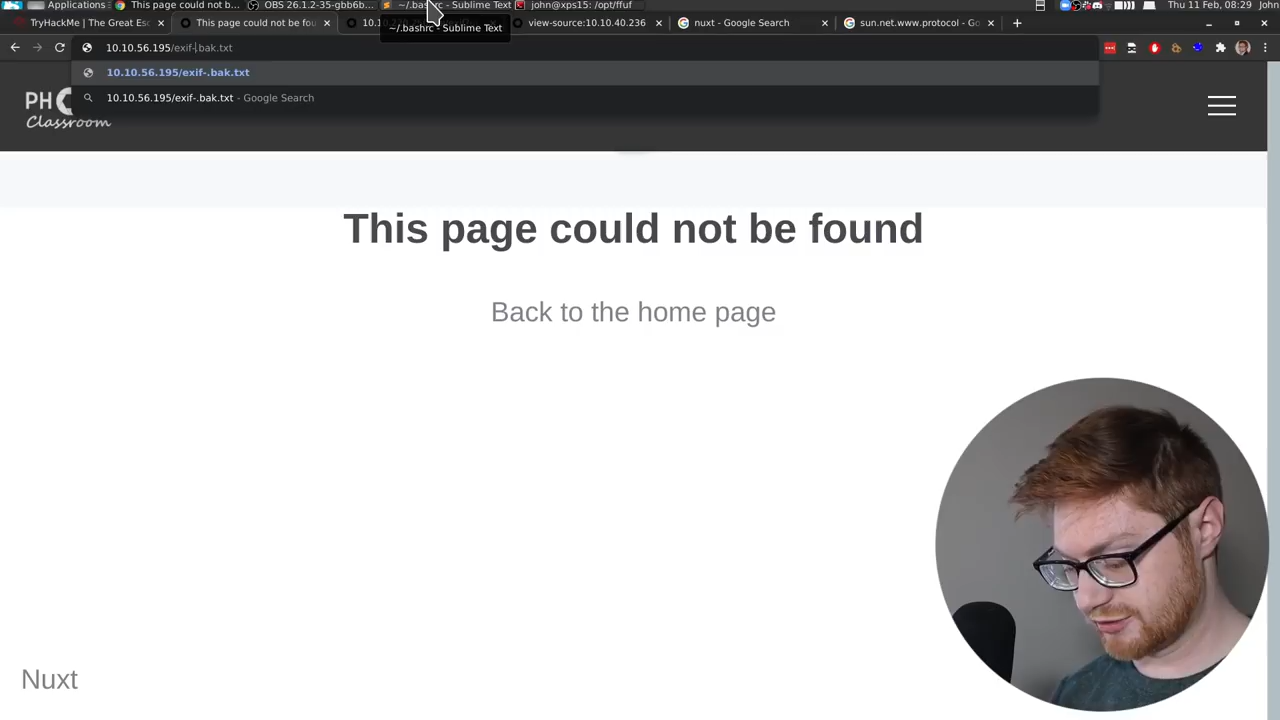 Applications
This page could not b...
OBS 26.1.2-35-gbb6b...
~/.bashrc - Sublime Text
john@xps15: /opt/ffuf
Thu 11 Feb, 08:29 John
TryHackMe | The Great Esc
This page could not be fou
view-source:10.10.40.236
nuxt - Google Search
sun.net.www.protocol - Go
~/.bashrc - Sublime Text
10.10.56.195/exif-.bak.txt
10.10.56.195/exif-.bak.txt
10.10.56.195/exif-.bak.txt - Google Search
PH
Classroom
This page could not be found
Back to the home page
Nuxt